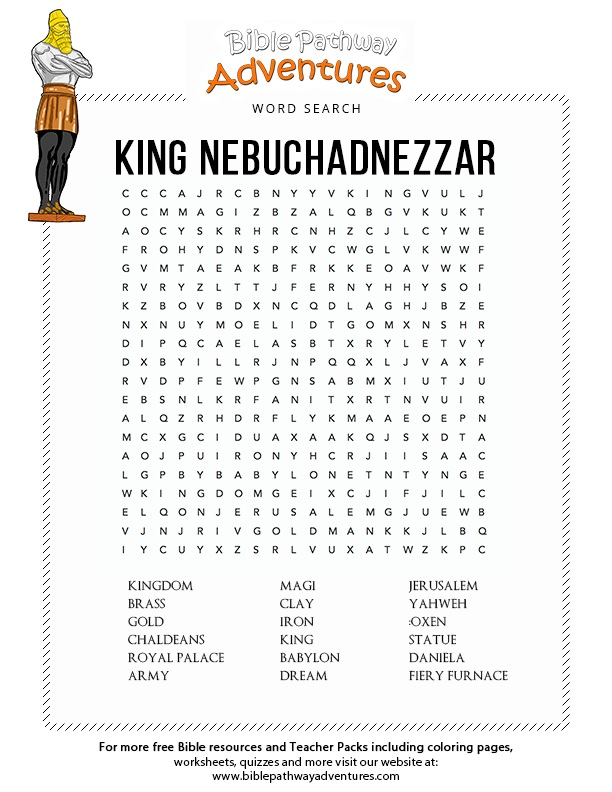 Bible Pathway
Adventures
WORD SEARCH
KING NEBUCHADNEZZAR
C C C A J R C B N Y Y V K I N G V U L J
O C M M A G I Z B Z A L Q B G V K U K T
A O C Y S K R H R C N H Z C J L C Y W E
F R O H Y D N S P K V C W G L V K W W F
G V M T A E A K B F R K K E O A V W K F
R V R Y Z L T T J F E R N Y H H Y S O I
K Z B O V B D X N C Q D L A G H J B Z E
N X N U Y M O E L I D T G O M X N S H R
D I P Q C A E L A S B T X R Y L E T V Y
D X B Y I L L R J N P Q Q X L J V A X F
R V D P F E W P G N S A B M X I U T J U
E B S N L K R F A N I T X R T N V U I R
A L Q Z R H D R F L Y K M A A E O E P N
M C X G C I D U A X A A K Q J S X D T A
A O J P U I R O N Y H C R J I I S A A C
L G P B Y B A B Y L O N E T N T Y N G E
W K I N G D O M G E I X C J I F J I L C
E L Q O N J E R U S A L E M G J U E W B
V J N J R I V G O L D M A N K K J L B Q
I Y C U Y X Z S R L V U X A T W Z K P C
KINGDOM MAGI JERUSALEM
BRASS CLAY YAHWEH
GOLD IRON :OXEN
CHALDEANS KING STATUE
ROYAL PALACE BABYLON DANIELA
ARMY DREAM FIERY FURNACE
For more free Bible resources and Teacher Packs including coloring pages,
worksheets, quizzes and more visit our website at:
www.biblepathwayadventures.com